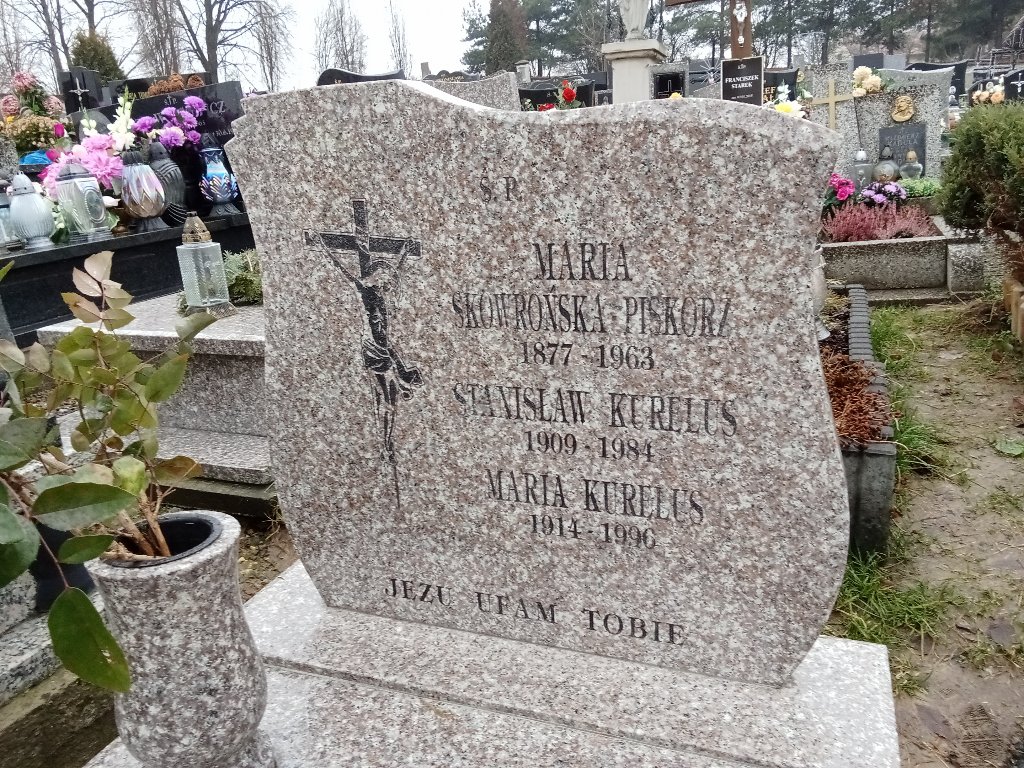 Ś.P.
MARIA
SKOWROŃSKA-PISKORZ
1877 - 1963
STANISŁAW KURELUS
1909 - 1984
MARIA KURELUS
1914 - 1996
JEZU UFAM TOBIE
FRANCISZEK
STAREK